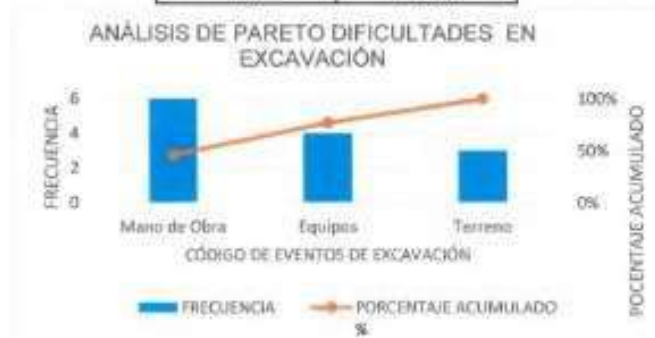 ANÁLISIS DE PARETO DIFICULTADES EN
EXCAVACIÓN
6
4
2
0
FRECUENCIA
100%
50%
0%
POCENTAJE ACUMULADO
Mano de Obra
Equipos
Terreno
CÓDIGO DE EVENTOS DE EXCAVACIÓN
FRECUENCIA
PORCENTAJE ACUMULADO
%